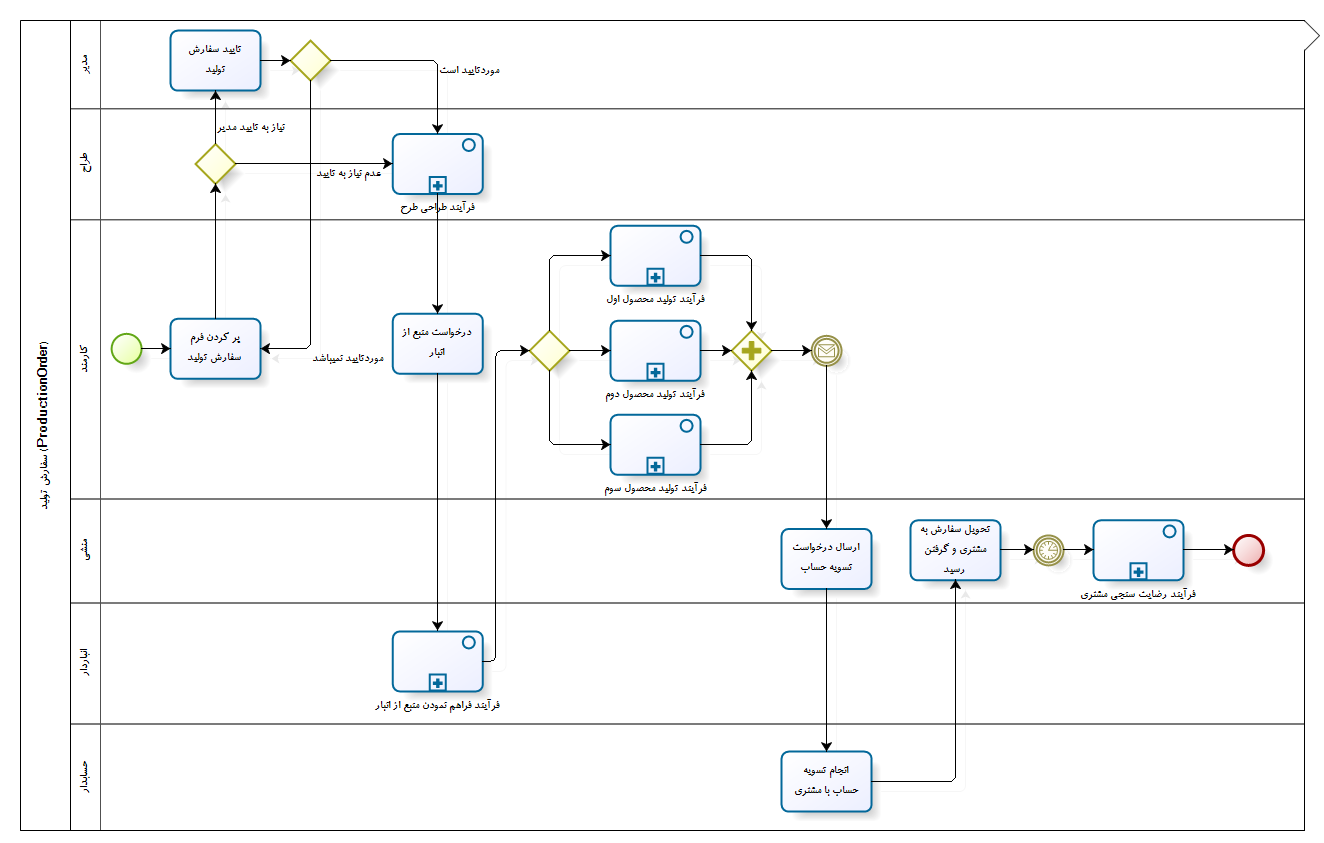 سفارش تولید (ProductionOrder)
مدیر
تایید سفارش
تولید
موردتایید است
طراح
نیاز به تایید مدیر
عدم نیاز به تایید
فرآیند طراحی طرح
کارمند
پر کردن فرم
سفارش تولید
موردتایید نمیباشد
درخواست منبع از
انبار
فرآیند تولید محصول اول
فرآیند تولید محصول دوم
فرآیند تولید محصول سوم
منشی
ارسال درخواست
تسویه حساب
تحویل سفارش به
مشتری و گرفتن
رسید
فرآیند رضایت سنجی مشتری
انباردار
فرآیند فراهم نمودن منبع از انبار
حسابدار
انجام تسویه
حساب با مشتری